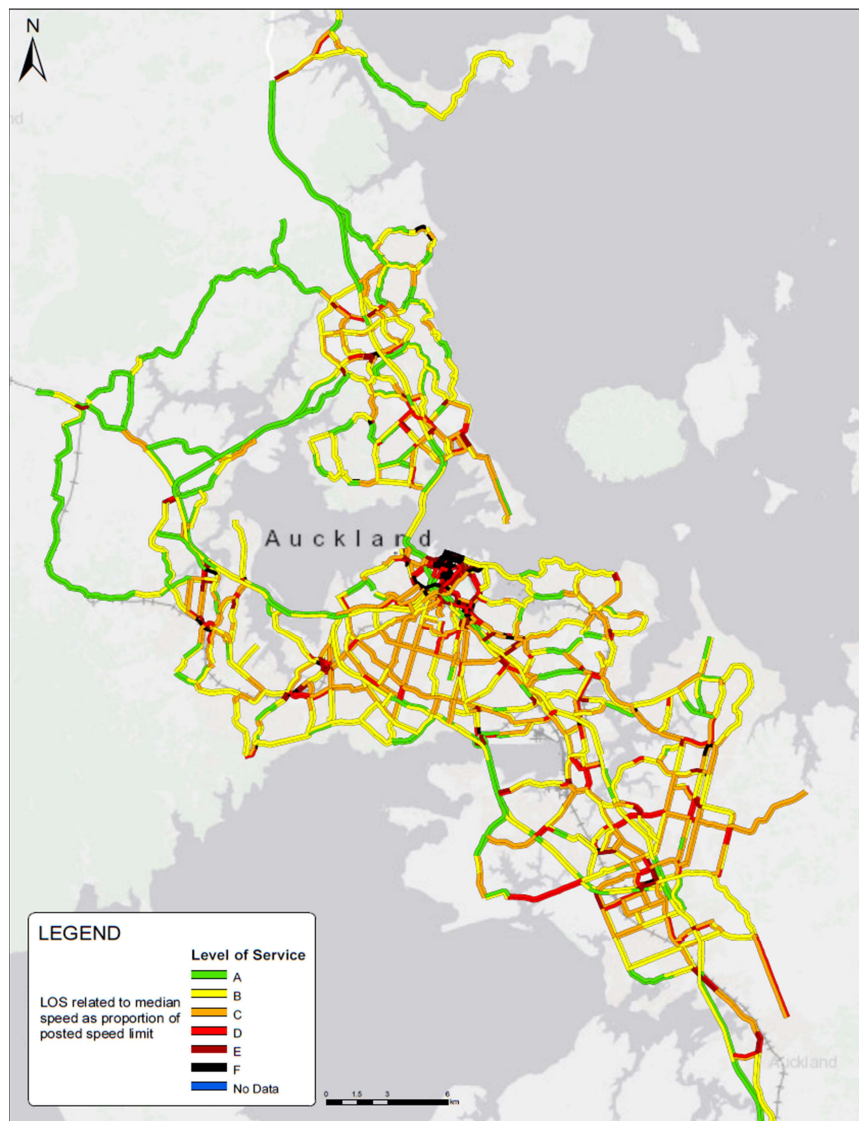 N
nd
Auckland
LEGEND
Level of Service
A
B
LOS related to median
speed as proportion of
posted speed limit
C
D
E
F
No Data
0 1.5 3 6
km
Auckland